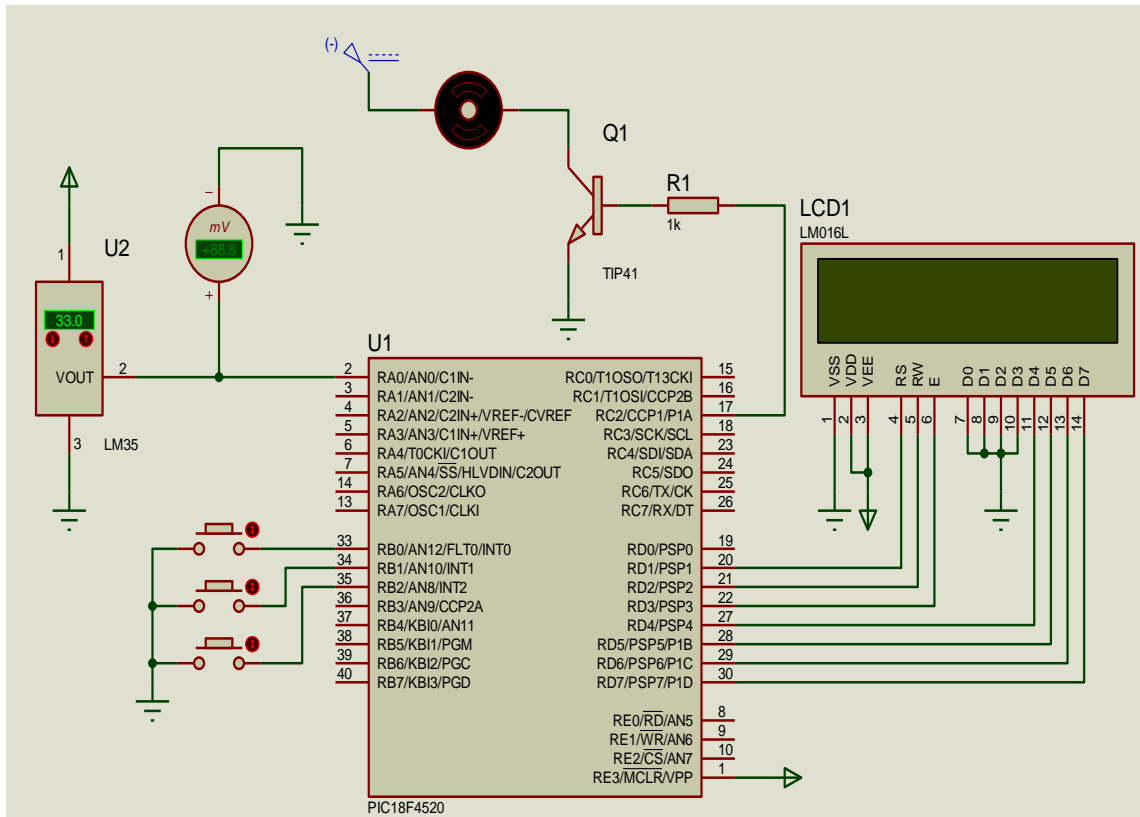 (-)
Q1
TIP41
R1
1k
LCD1
LM016L
VSS
VDD
VEE
RS
RW
E
D0
D1
D2
D3
D4
D5
D6
D7
1
2
3
4
5
6
7
8
9
10
11
12
13
14
−
mV
+88.8
+
1
U2
33.0
VOUT
2
3
LM35
U1
2 RA0/AN0/C1IN- RC0/T1OSO/T13CKI 15
3 RA1/AN1/C2IN- RC1/T1OSI/CCP2B 16
4 RA2/AN2/C2IN+/VREF-/CVREF RC2/CCP1/P1A 17
5 RA3/AN3/C1IN+/VREF+ RC3/SCK/SCL 18
6 RA4/T0CKI/C1OUT RC4/SDI/SDA 23
7 RA5/AN4/SS/HLVDIN/C2OUT RC5/SDO 24
14 RA6/OSC2/CLKO RC6/TX/CK 25
13 RA7/OSC1/CLKI RC7/RX/DT 26
33 RB0/AN12/FLT0/INT0 RD0/PSP0 19
34 RB1/AN10/INT1 RD1/PSP1 20
35 RB2/AN8/INT2 RD2/PSP2 21
36 RB3/AN9/CCP2A RD3/PSP3 22
37 RB4/KBI0/AN11 RD4/PSP4 27
38 RB5/KBI1/PGM RD5/PSP5/P1B 28
39 RB6/KBI2/PGC RD6/PSP6/P1C 29
40 RB7/KBI3/PGD RD7/PSP7/P1D 30
RE0/RD/AN5 8
RE1/WR/AN6 9
RE2/CS/AN7 10
RE3/MCLR/VPP 1
PIC18F4520